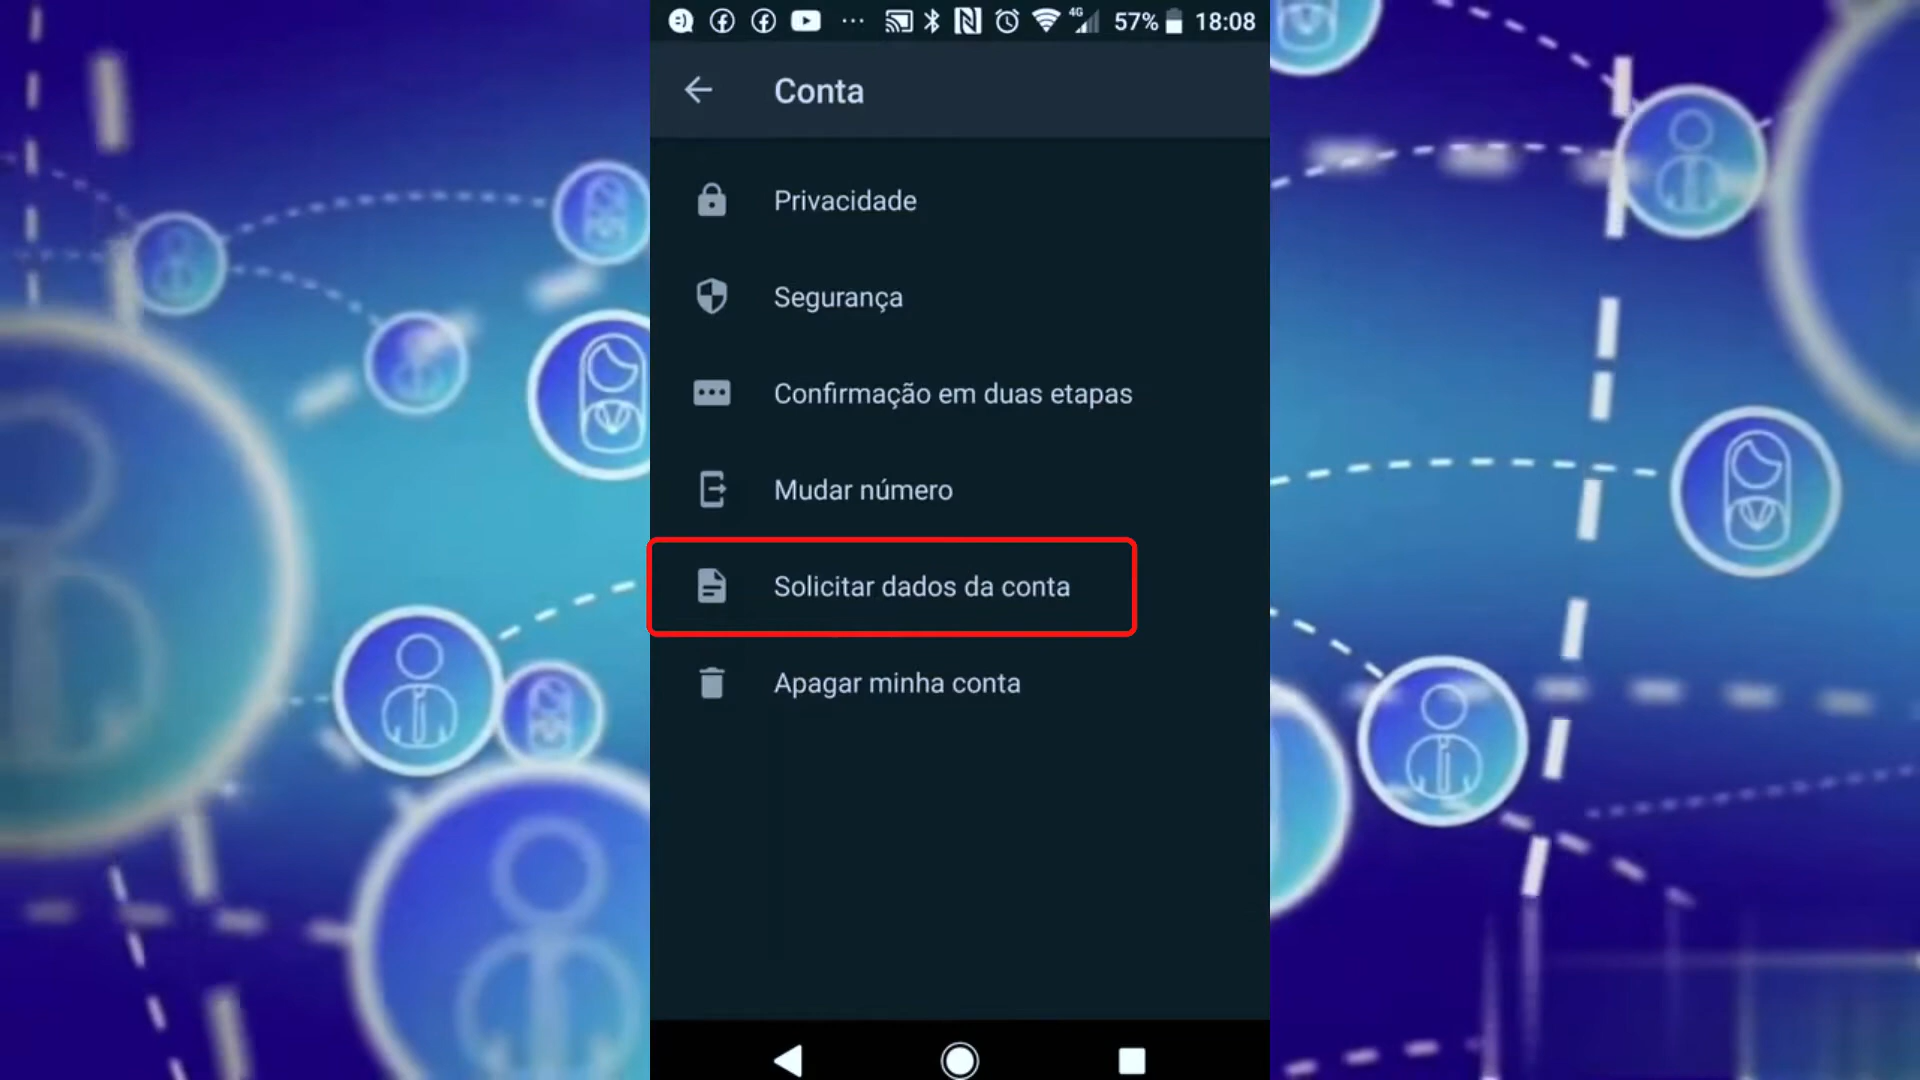 4G 57% 18:08
Conta
Privacidade
Segurança
Confirmação em duas etapas
Mudar número
Solicitar dados da conta
Apagar minha conta